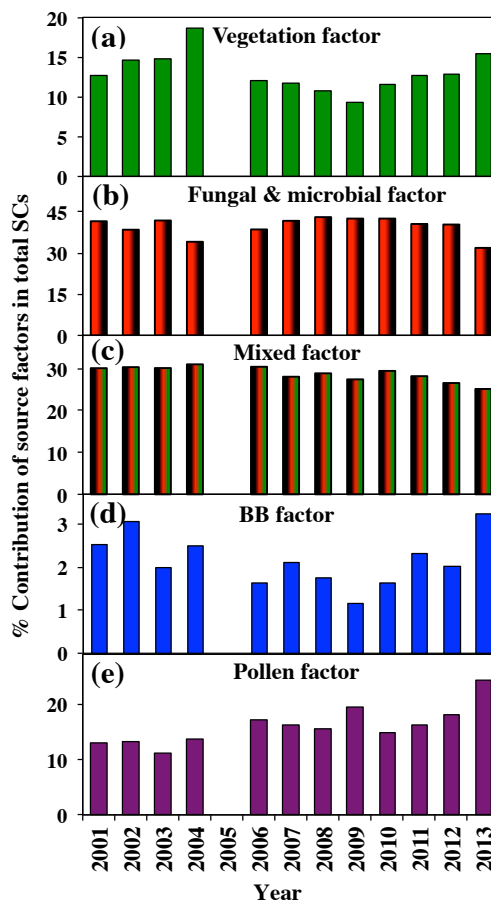 % Contribution of source factors in total SCs
(a) Vegetation factor
20
15
10
5
0
(b) Fungal & microbial factor
45
30
15
0
(c) Mixed factor
30
20
10
0
(d) BB factor
3
2
1
0
(e) Pollen factor
20
10
0
2001 2002 2003 2004 2005 2006 2007 2008 2009 2010 2011 2012 2013
Year